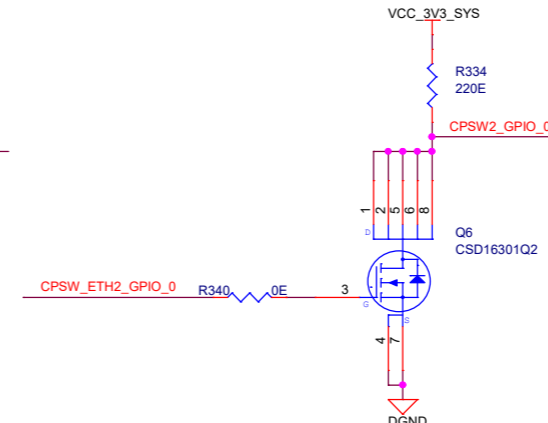 VCC_3V3_SYS
R334
220E
CPSW2_GPIO_0
1
2
5
6
8
D
Q6
CSD16301Q2
CPSW_ETH2_GPIO_0
R340
0E
3
G
S
4
7
DGND